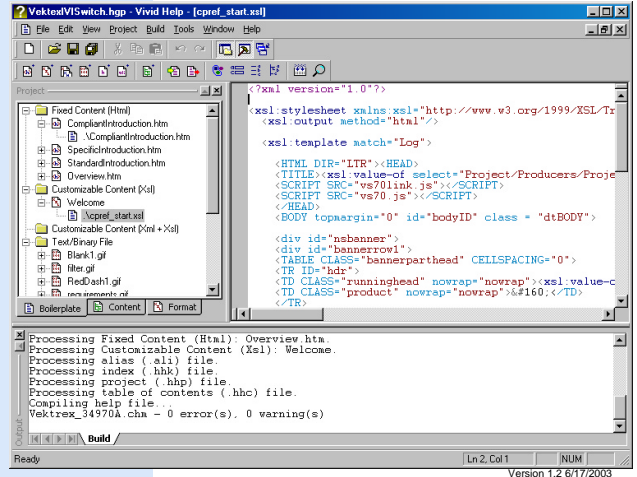 VektexIVISwitch.hgp - Vivid Help - [cpref_start.xsl]
File Edit View Project Build Tools Window Help
Project
Fixed Content (Html)
CompliantIntroduction.htm
.\CompliantIntroduction.htm
SpecificIntroduction.htm
StandardIntroduction.htm
Overview.htm
Customizable Content (Xsl)
Welcome
.\cpref_start.xsl
Customizable Content (Xml + Xsl)
Text/Binary File
Blank1.gif
filter.gif
RedDash1.gif
requirements.gif
Boilerplate Content Format
<?xml version="1.0"?>
<xsl:stylesheet xmlns:xsl="http://www.w3.org/1999/XSL/Tr
<xsl:output method="html"/>
<xsl:template match="Log">
<HTML DIR="LTR"><HEAD>
<TITLE><xsl:value-of select="Project/Producers/Proje
<SCRIPT SRC="vs70link.js"></SCRIPT>
<SCRIPT SRC="vs70.js"></SCRIPT>
</HEAD>
<BODY topmargin="0" id="bodyID" class = "dtBODY">
<div id="nsbanner">
<div id="bannerrow1">
<TABLE CLASS="bannerparthead" CELLSPACING="0">
<TR ID="hdr">
<TD CLASS="runninghead" nowrap="nowrap"><xsl:value-o
<TD CLASS="product" nowrap="nowrap">&#160;</TD>
</TR>
Processing Fixed Content (Html): Overview.htm.
Processing Customizable Content (Xsl): Welcome.
Processing alias (.ali) file.
Processing index (.hhk) file.
Processing project (.hhp) file.
Processing table of contents (.hhc) file.
Compiling help file...
Vektrex_34970A.chm - 0 error(s), 0 warning(s)
Output
Build
Ready
Ln 2, Col 1
NUM
Version 1.2 6/17/2003